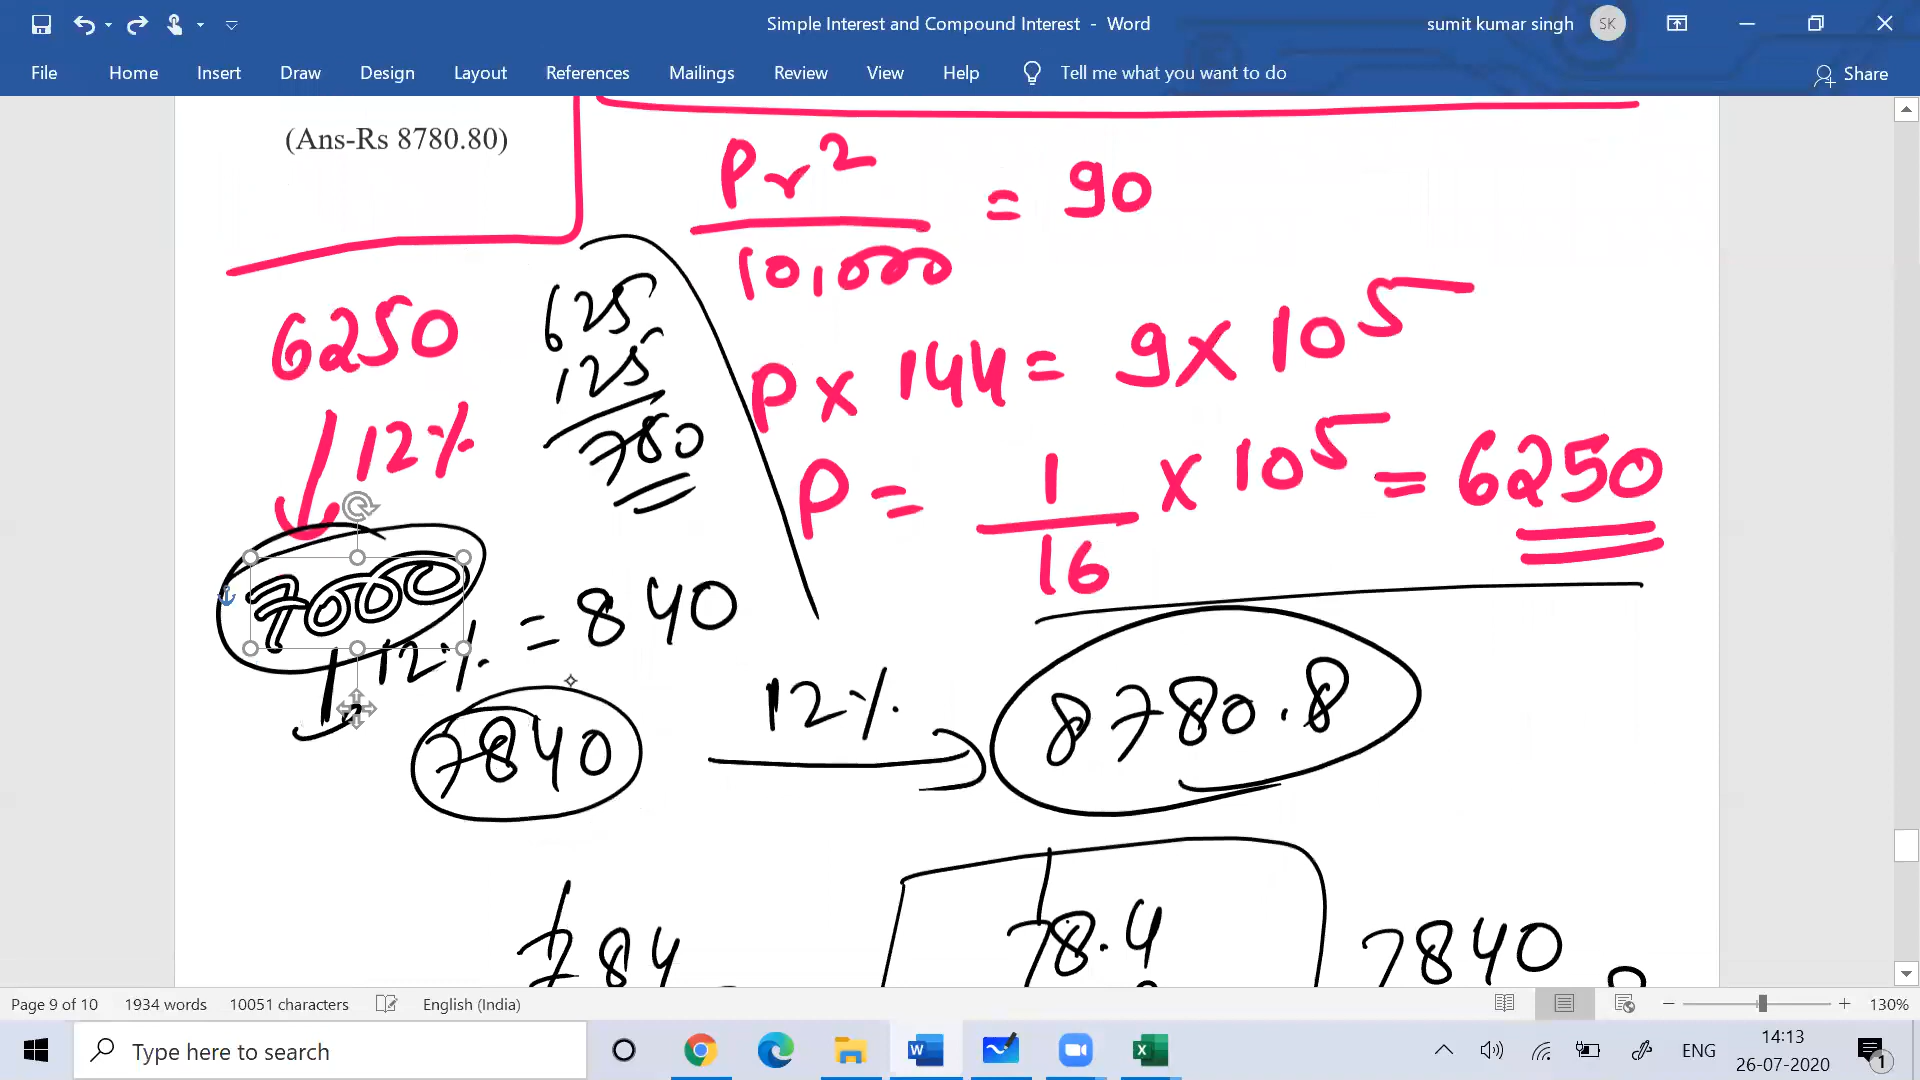 Simple Interest and Compound Interest - Word
sumit kumar singh
SK
File Home Insert Draw Design Layout References Mailings Review View Help Tell me what you want to do Share
(Ans-Rs 8780.80)
Pr² = 90
10,000
P x 144 = 9 x 10⁵
P = 1 x 10⁵ = 6250
16
6250
12%
625
125
780
7000
12% = 840
7840 12% 8780.8
784 78.4 7840
Page 9 of 10 1934 words 10051 characters English (India) 130%
Type here to search
ENG
14:13
26-07-2020
1